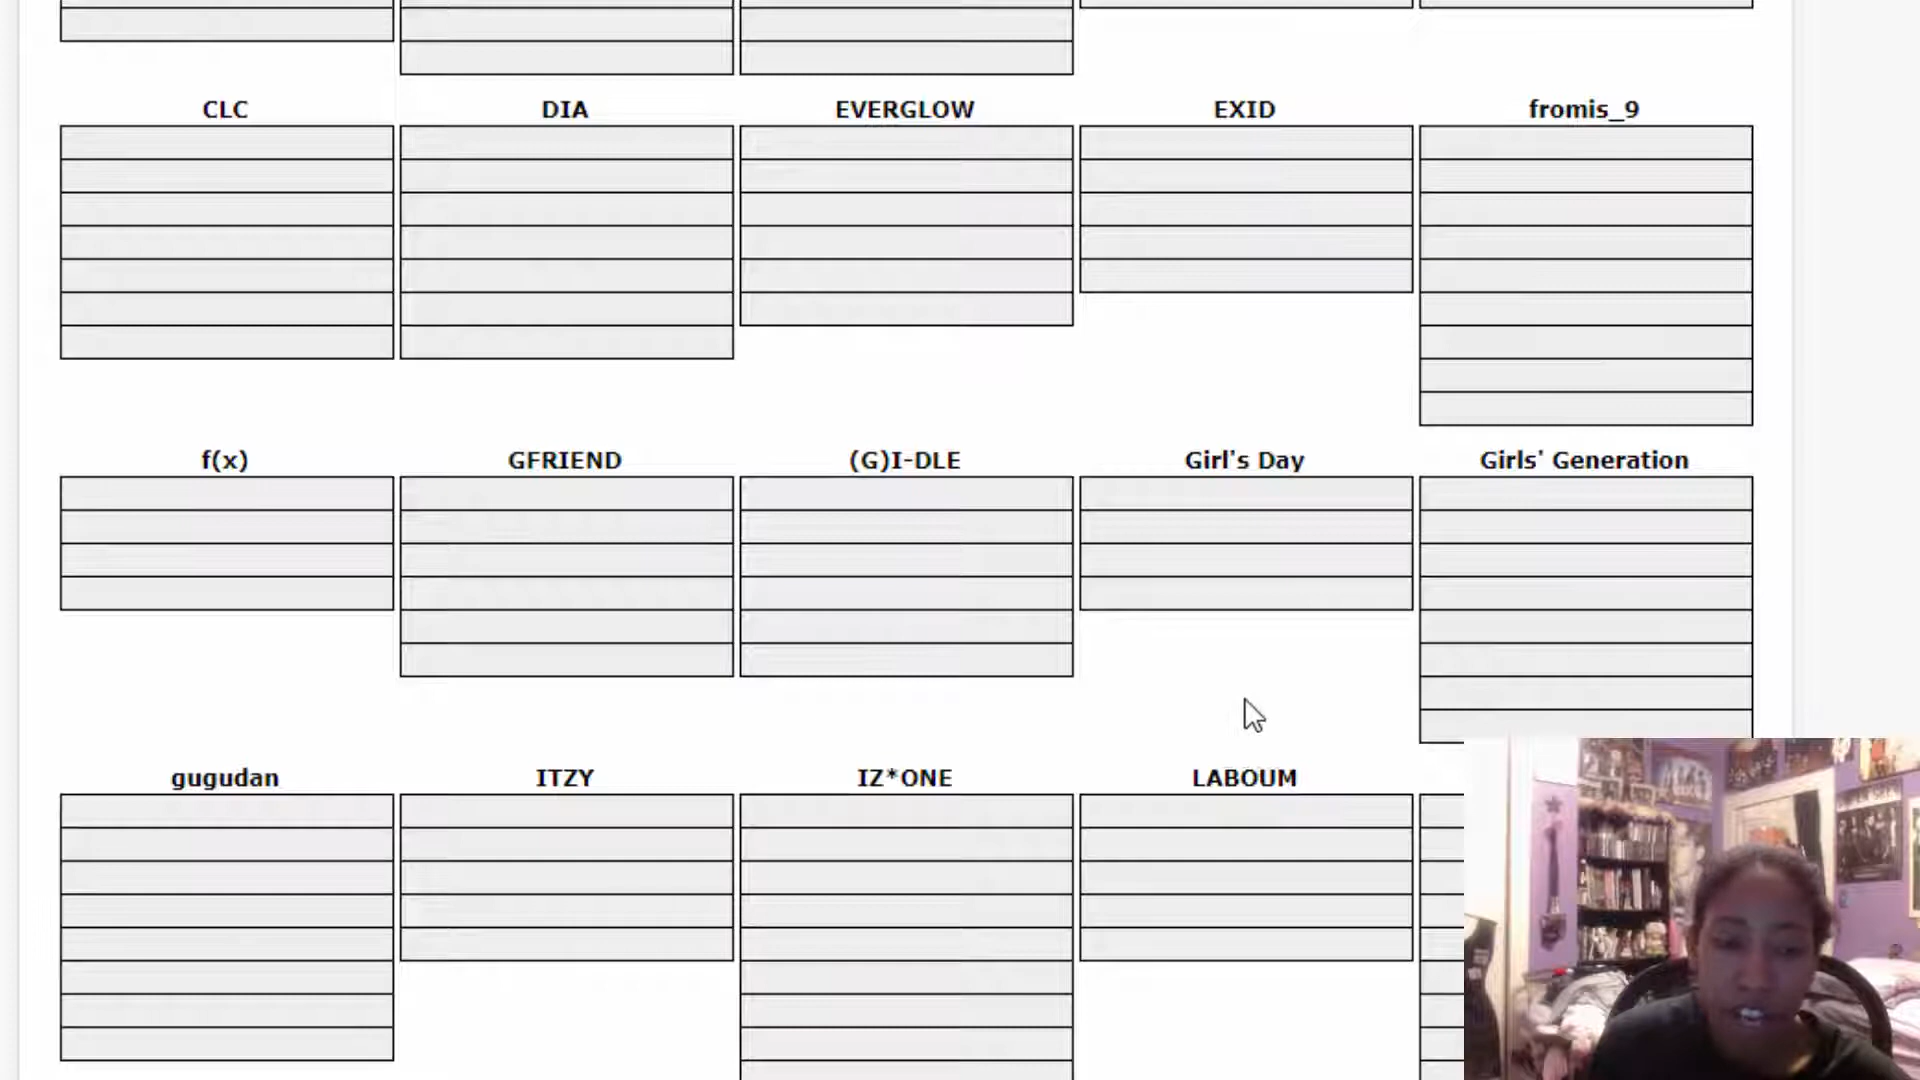 CLC
DIA
EVERGLOW
EXID
fromis_9
f(x)
GFRIEND
(G)I-DLE
Girl's Day
Girls' Generation
gugudan
ITZY
IZ*ONE
LABOUM